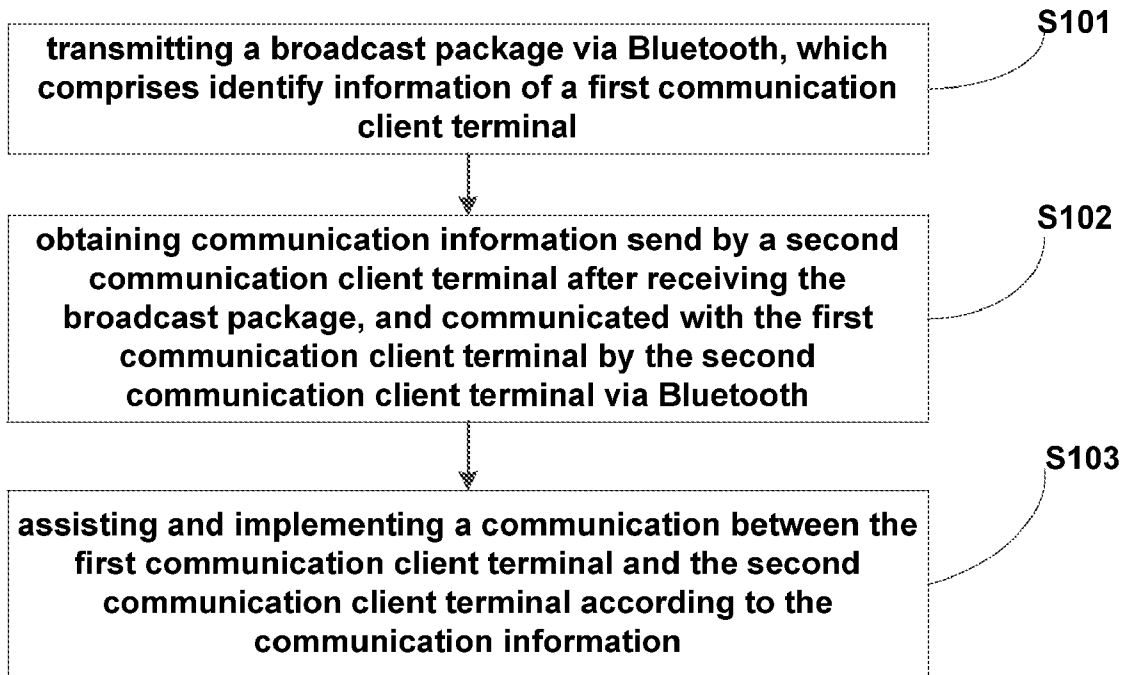 S101
transmitting a broadcast package via Bluetooth, which
comprises identify information of a first communication
client terminal
S102
obtaining communication information send by a second
communication client terminal after receiving the
broadcast package, and communicated with the first
communication client terminal by the second
communication client terminal via Bluetooth
S103
assisting and implementing a communication between the
first communication client terminal and the second
communication client terminal according to the
communication information